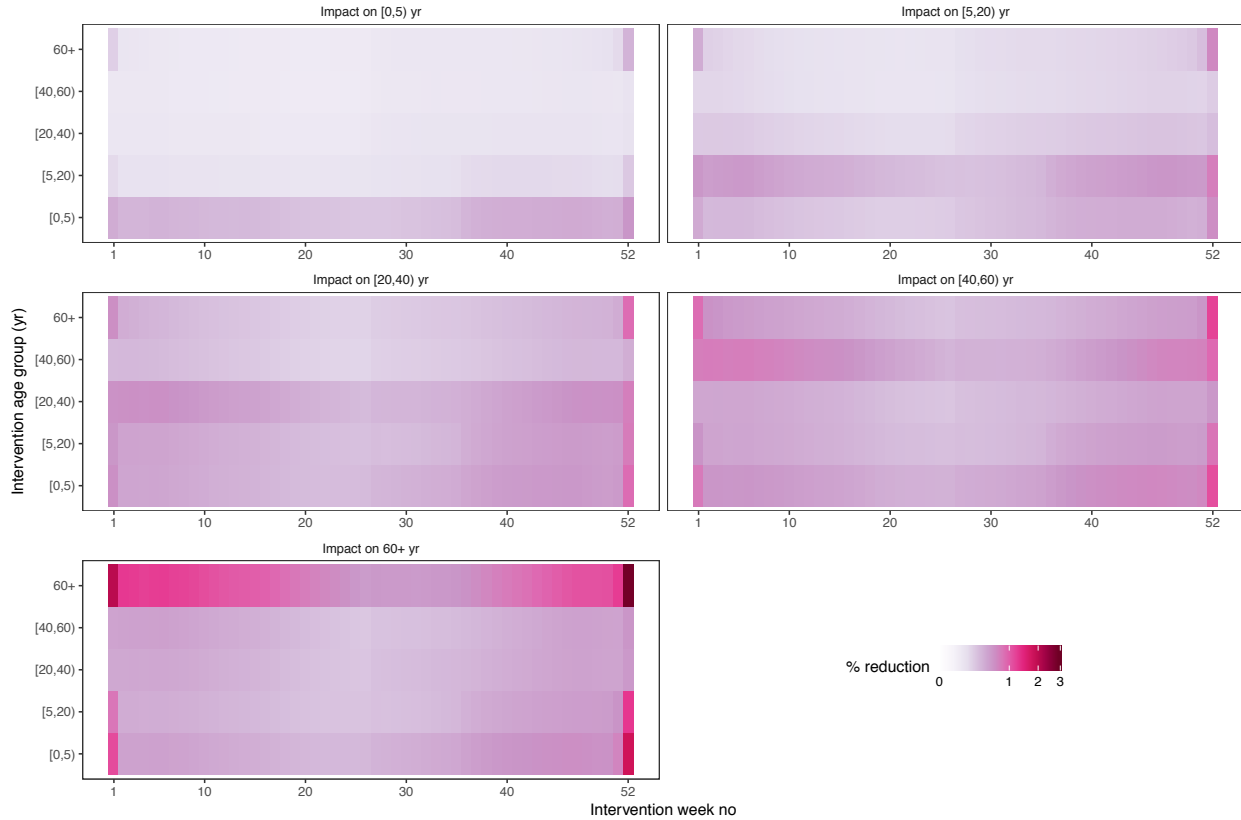 Impact on [0,5) yr
Impact on [5,20) yr
60+
[40,60)
[20,40)
[5,20)
[0,5)
1 10 20 30 40 52
1 10 20 30 40 52
Impact on [20,40) yr
Impact on [40,60) yr
Intervention age group (yr)
60+
[40,60)
[20,40)
[5,20)
[0,5)
1 10 20 30 40 52
1 10 20 30 40 52
Impact on 60+ yr
60+
[40,60)
[20,40)
[5,20)
[0,5)
1 10 20 30 40 52
% reduction
0 1 2 3
Intervention week no